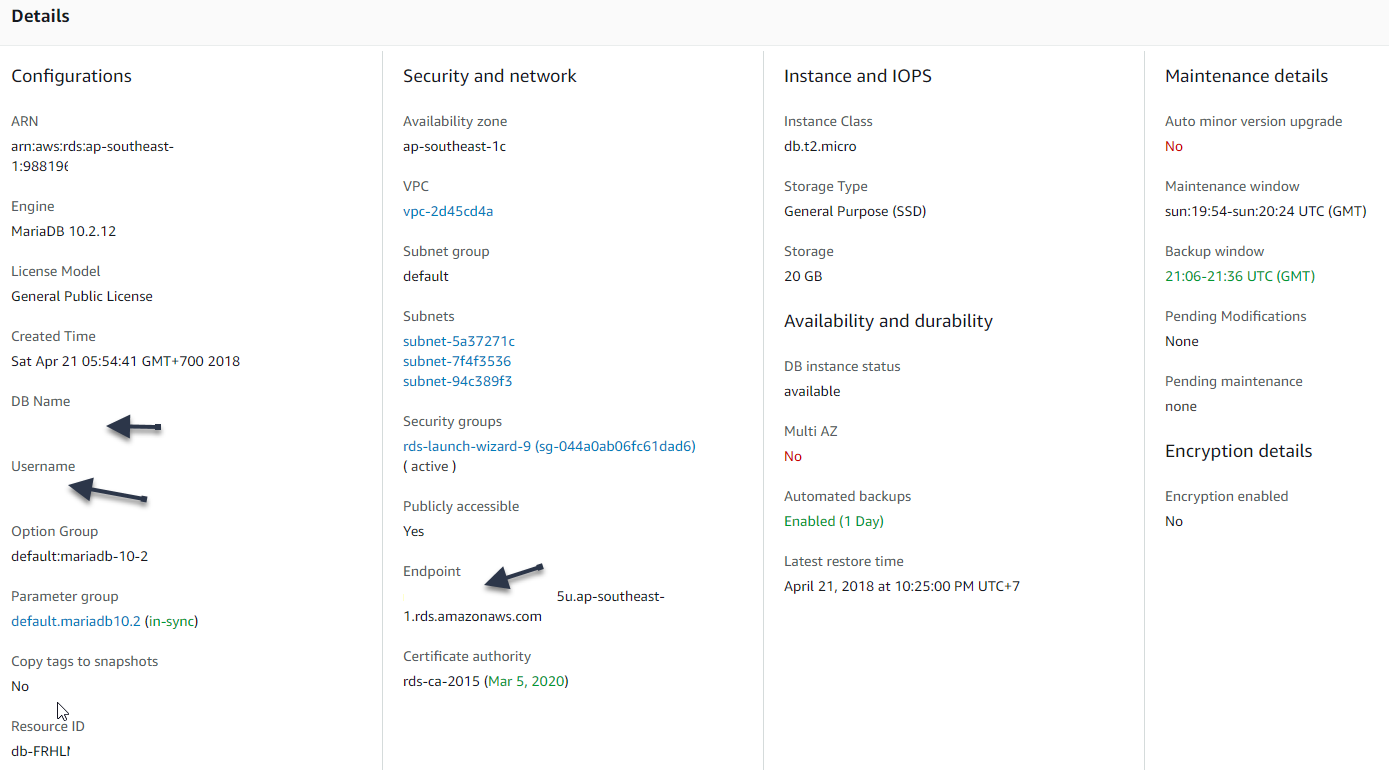 Details
Configurations
ARN
arn:aws:rds:ap-southeast-
1:988196
Engine
MariaDB 10.2.12
License Model
General Public License
Created Time
Sat Apr 21 05:54:41 GMT+700 2018
DB Name
Username
Option Group
default:mariadb-10-2
Parameter group
default.mariadb10.2 (in-sync)
Copy tags to snapshots
No
Resource ID
db-FRHLN
Security and network
Availability zone
ap-southeast-1c
VPC
vpc-2d45cd4a
Subnet group
default
Subnets
subnet-5a37271c
subnet-7f4f3536
subnet-94c389f3
Security groups
rds-launch-wizard-9 (sg-044a0ab06fc61dad6)
( active )
Publicly accessible
Yes
Endpoint
5u.ap-southeast-
1.rds.amazonaws.com
Certificate authority
rds-ca-2015 (Mar 5, 2020)
Instance and IOPS
Instance Class
db.t2.micro
Storage Type
General Purpose (SSD)
Storage
20 GB
Availability and durability
DB instance status
available
Multi AZ
No
Automated backups
Enabled (1 Day)
Latest restore time
April 21, 2018 at 10:25:00 PM UTC+7
Maintenance details
Auto minor version upgrade
No
Maintenance window
sun:19:54-sun:20:24 UTC (GMT)
Backup window
21:06-21:36 UTC (GMT)
Pending Modifications
None
Pending maintenance
none
Encryption details
Encryption enabled
No